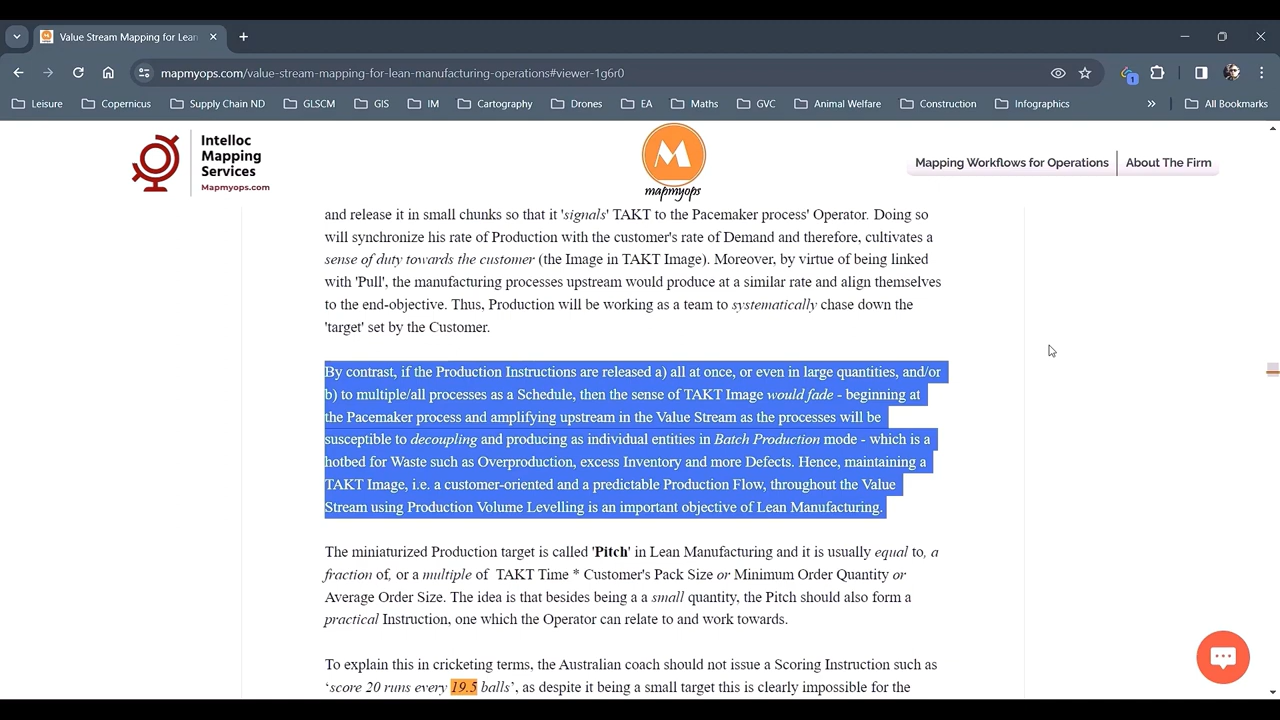 Value Stream Mapping for Lean
mapmyops.com/value-stream-mapping-for-lean-manufacturing-operations#viewer-1g6r0
1
Leisure Copernicus Supply Chain ND GLSCM GIS IM Cartography Drones EA Maths GVC Animal Welfare Construction Infographics » All Bookmarks
Intelloc
Mapping
Services
Mapmyops.com
M
mapmyops
Mapping Workflows for Operations About The Firm
and release it in small chunks so that it 'signals' TAKT to the Pacemaker process' Operator. Doing so
will synchronize his rate of Production with the customer's rate of Demand and therefore, cultivates a
sense of duty towards the customer (the Image in TAKT Image). Moreover, by virtue of being linked
with 'Pull', the manufacturing processes upstream would produce at a similar rate and align themselves
to the end-objective. Thus, Production will be working as a team to systematically chase down the
'target' set by the Customer.
By contrast, if the Production Instructions are released a) all at once, or even in large quantities, and/or
b) to multiple/all processes as a Schedule, then the sense of TAKT Image would fade - beginning at
the Pacemaker process and amplifying upstream in the Value Stream as the processes will be
susceptible to decoupling and producing as individual entities in Batch Production mode - which is a
hotbed for Waste such as Overproduction, excess Inventory and more Defects. Hence, maintaining a
TAKT Image, i.e. a customer-oriented and a predictable Production Flow, throughout the Value
Stream using Production Volume Levelling is an important objective of Lean Manufacturing.
The miniaturized Production target is called 'Pitch' in Lean Manufacturing and it is usually equal to, a
fraction of, or a multiple of TAKT Time * Customer's Pack Size or Minimum Order Quantity or
Average Order Size. The idea is that besides being a a small quantity, the Pitch should also form a
practical Instruction, one which the Operator can relate to and work towards.
To explain this in cricketing terms, the Australian coach should not issue a Scoring Instruction such as
‘score 20 runs every 19.5 balls’, as despite it being a small target this is clearly impossible for the